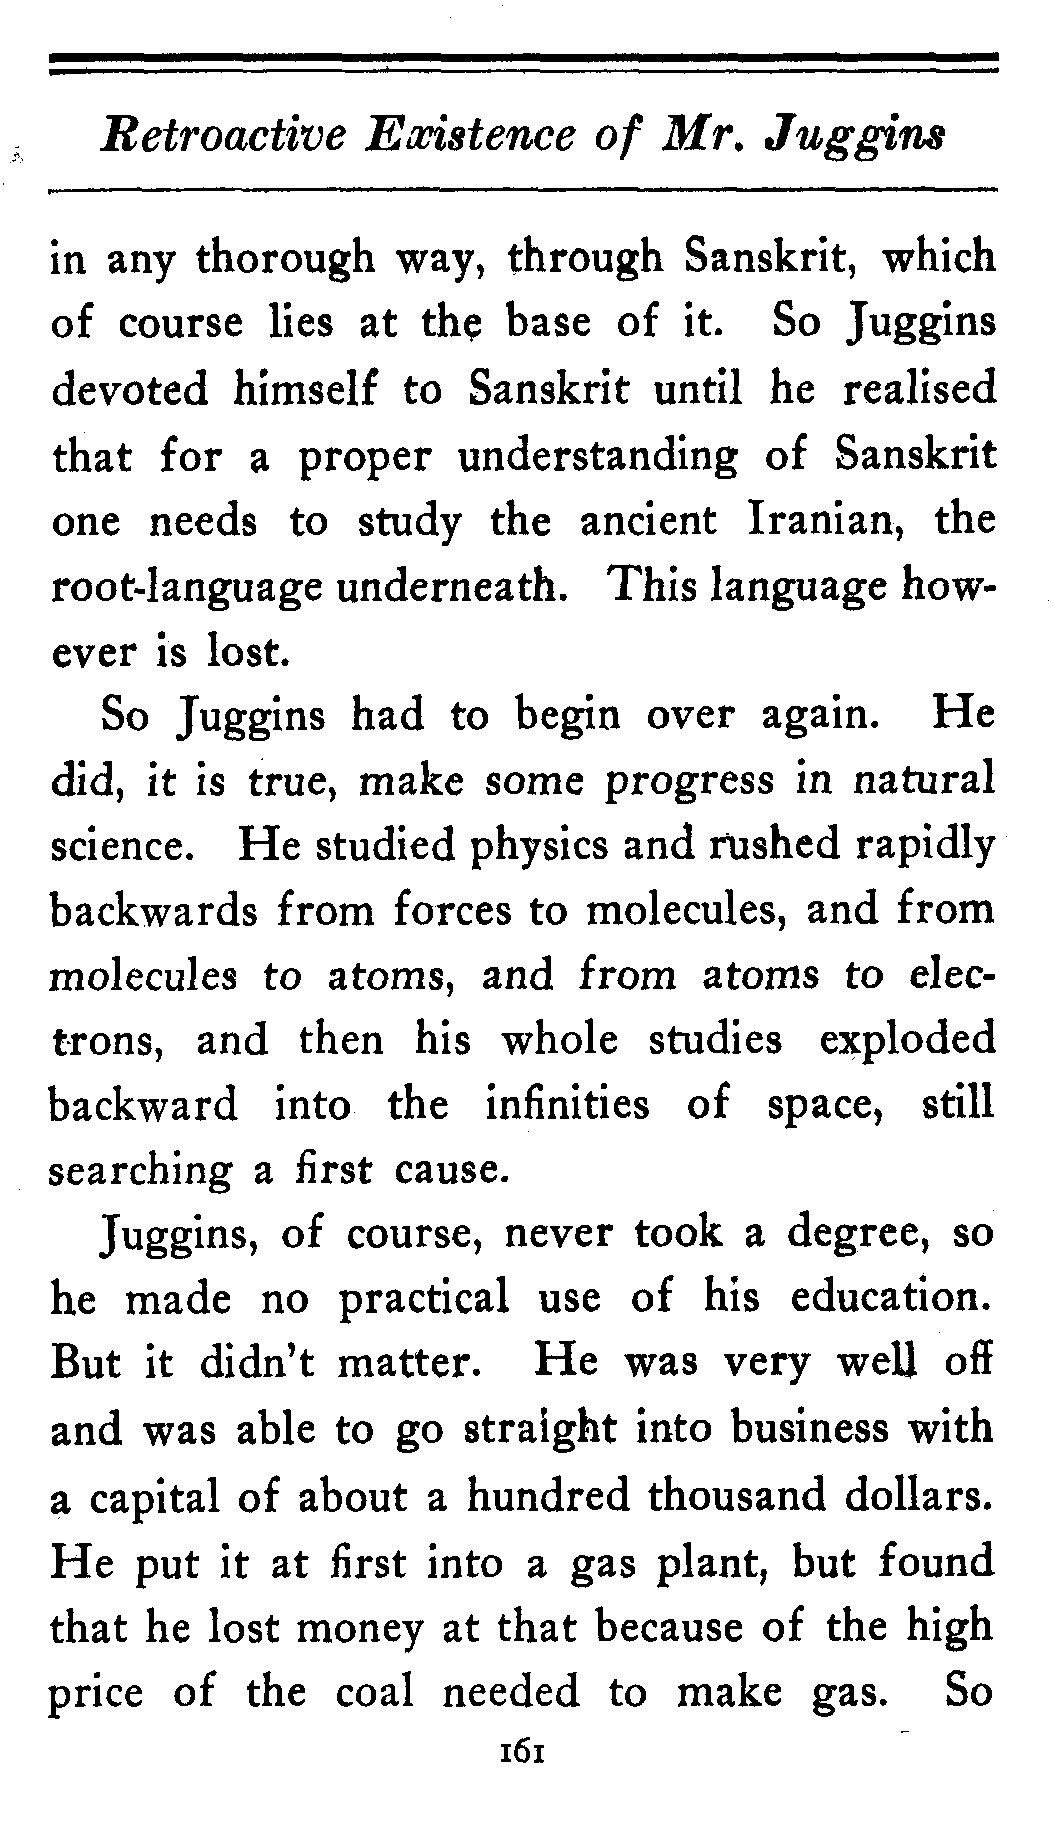 Retroactive Existence of Mr. Juggins
in any thorough way, through Sanskrit, which
of course lies at the base of it. So Juggins
devoted himself to Sanskrit until he realised
that for a proper understanding of Sanskrit
one needs to study the ancient Iranian, the
root-language underneath. This language how-
ever is lost.
So Juggins had to begin over again. He
did, it is true, make some progress in natural
science. He studied physics and rushed rapidly
backwards from forces to molecules, and from
molecules to atoms, and from atoms to elec-
trons, and then his whole studies exploded
backward into the infinities of space, still
searching a first cause.
Juggins, of course, never took a degree, so
he made no practical use of his education.
But it didn't matter. He was very well off
and was able to go straight into business with
a capital of about a hundred thousand dollars.
He put it at first into a gas plant, but found
that he lost money at that because of the high
price of the coal needed to make gas. So
161